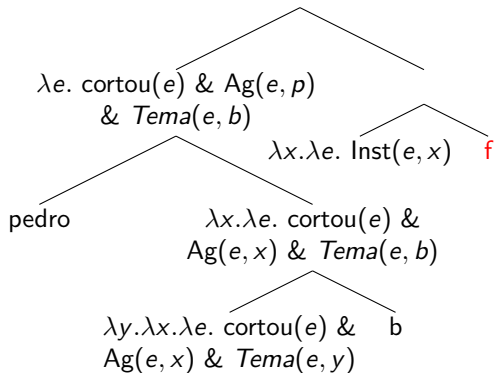 λe. cortou(e) & Ag(e, p)
& Tema(e, b)
λx.λe. Inst(e, x) f
pedro
λx.λe. cortou(e) &
Ag(e, x) & Tema(e, b)
λy.λx.λe. cortou(e) & b
Ag(e, x) & Tema(e, y)